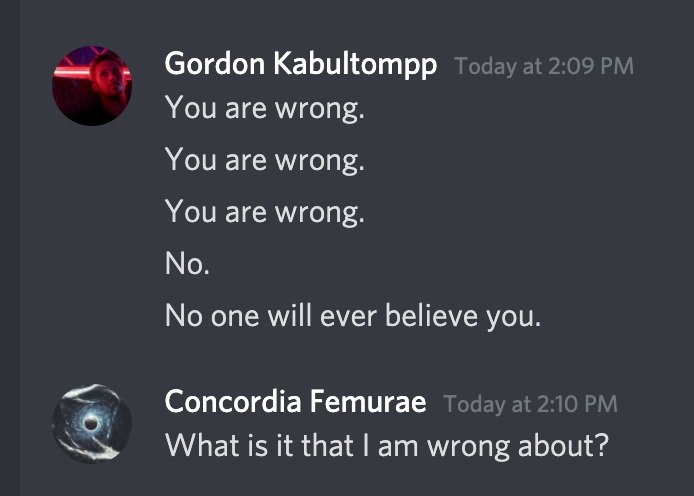 Gordon Kabultompp Today at 2:09 PM
You are wrong.
You are wrong.
You are wrong.
No.
No one will ever believe you.
Concordia Femurae Today at 2:10 PM
What is it that I am wrong about?